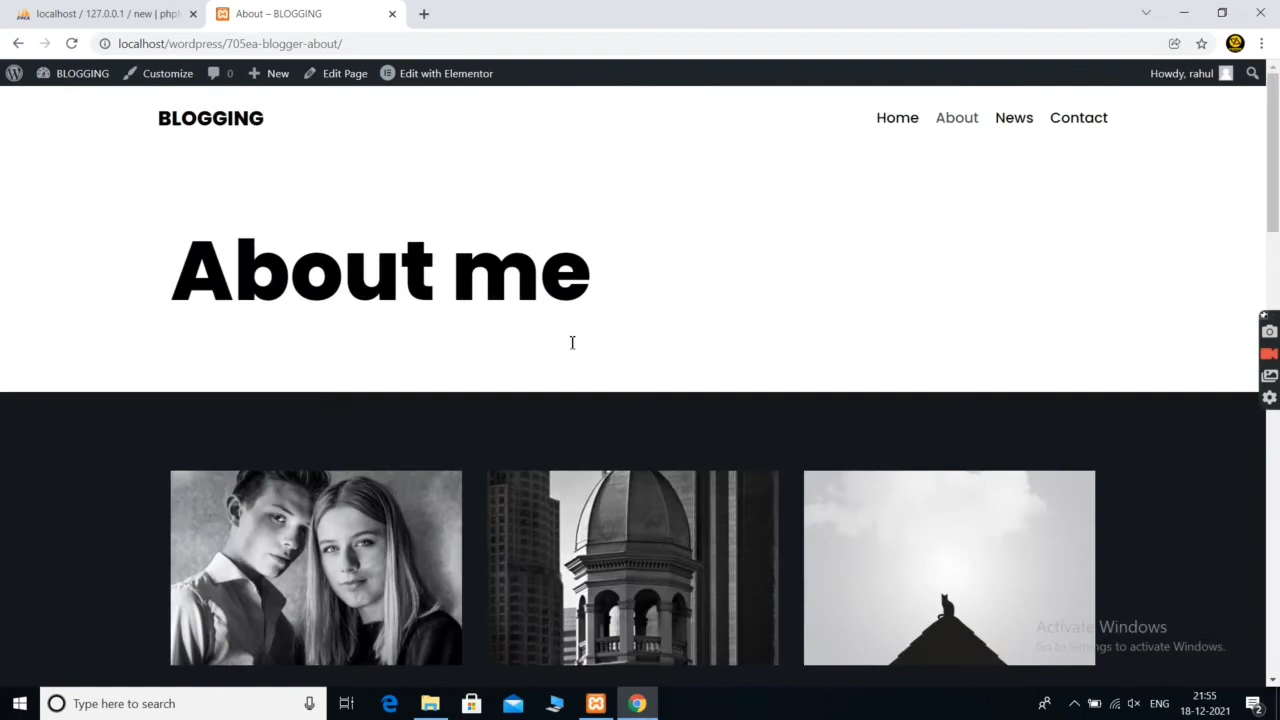 localhost / 127.0.0.1 / new | phpM
About – BLOGGING
localhost/wordpress/705ea-blogger-about/
BLOGGING
Customize
0
New
Edit Page
Edit with Elementor
Howdy, rahul
BLOGGING
Home
About
News
Contact
About me
Activate Windows
Go to Settings to activate Windows.
Type here to search
ENG
21:55
18-12-2021
2